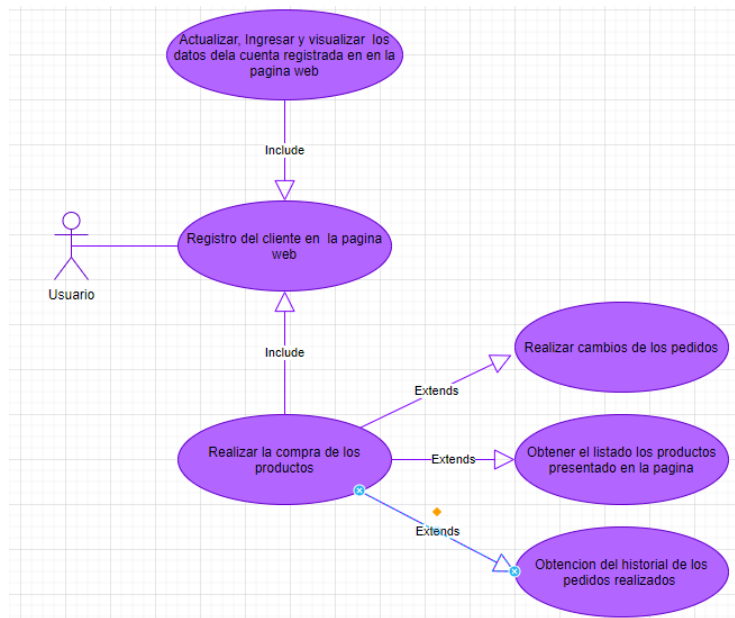 Actualizar, Ingresar y visualizar los
datos dela cuenta registrada en en la
pagina web
Include
Registro del cliente en la pagina
web
Usuario
Include
Realizar cambios de los pedidos
Extends
Realizar la compra de los
productos
Extends
Obtener el listado los productos
presentado en la pagina
Extends
Obtencion del historial de los
pedidos realizados